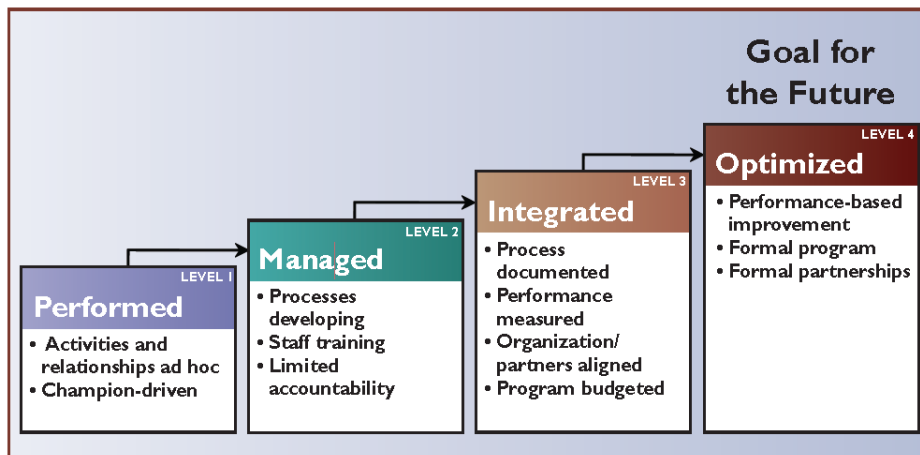 Goal for
the Future
LEVEL 1
Performed
• Activities and
relationships ad hoc
• Champion-driven
LEVEL 2
Managed
• Processes
developing
• Staff training
• Limited
accountability
LEVEL 3
Integrated
• Process
documented
• Performance
measured
• Organization/
partners aligned
• Program budgeted
LEVEL 4
Optimized
• Performance-based
improvement
• Formal program
• Formal partnerships